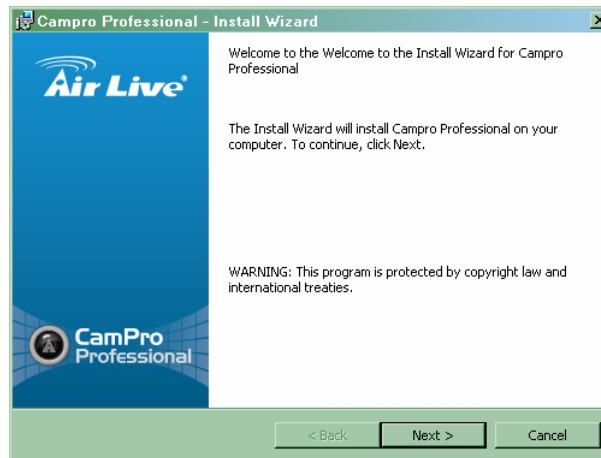 Campro Professional - Install Wizard
Air Live
Welcome to the Welcome to the Install Wizard for Campro
Professional
The Install Wizard will install Campro Professional on your
computer. To continue, click Next.
WARNING: This program is protected by copyright law and
international treaties.
CamPro
Professional
< Back
Next >
Cancel